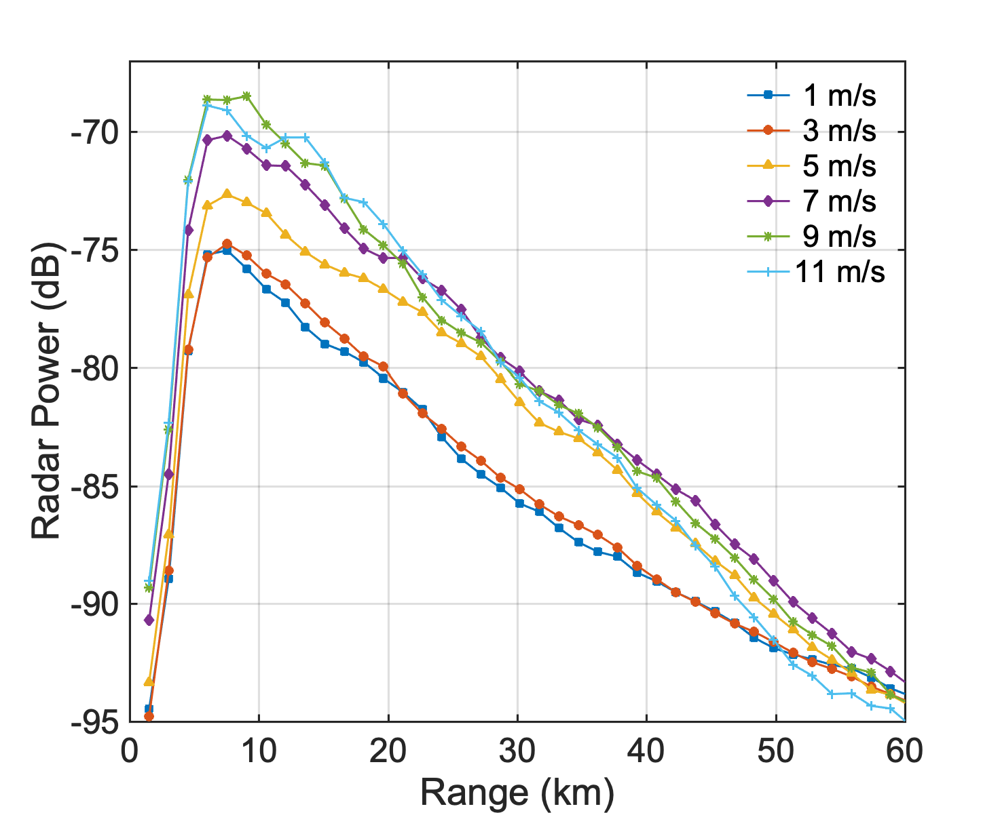 1 m/s
3 m/s
5 m/s
7 m/s
9 m/s
11 m/s
-70
-75
-80
-85
-90
-95
Radar Power (dB)
0 10 20 30 40 50 60
Range (km)